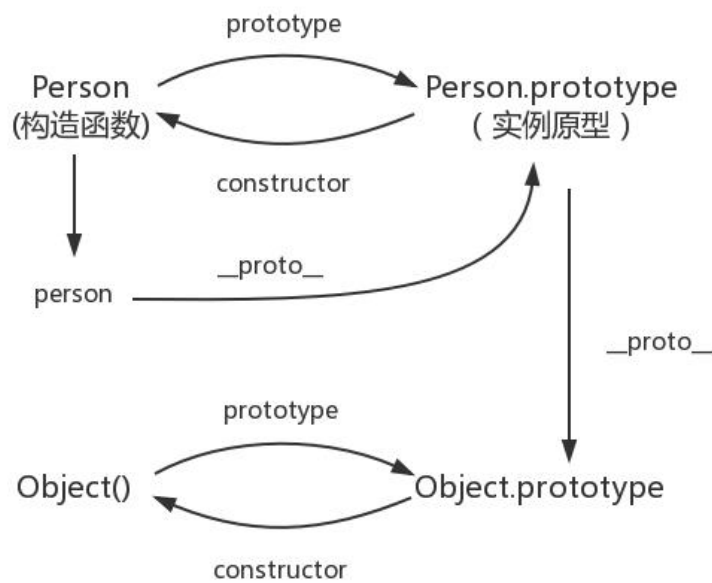 prototype
Person
(构造函数)
Person.prototype
（实例原型）
constructor
__proto__
person
__proto__
prototype
Object()
Object.prototype
constructor